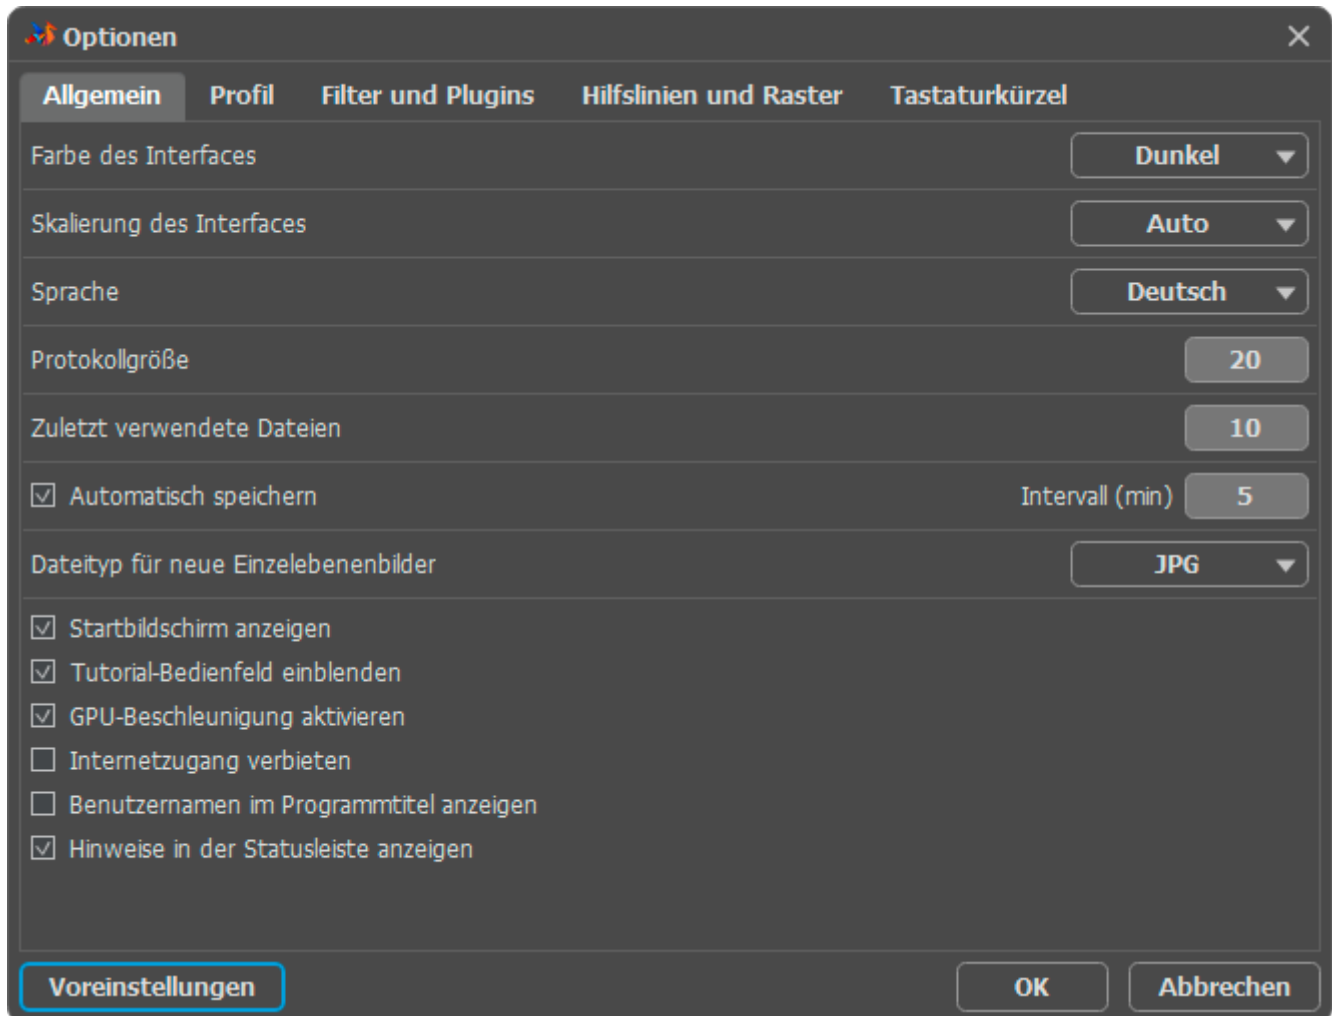 Optionen
Allgemein Profil Filter und Plugins Hilfslinien und Raster Tastaturkürzel
Farbe des Interfaces Dunkel
Skalierung des Interfaces Auto
Sprache Deutsch
Protokollgröße 20
Zuletzt verwendete Dateien 10
Automatisch speichern Intervall (min) 5
Dateityp für neue Einzelebenenbilder JPG
Startbildschirm anzeigen
Tutorial-Bedienfeld einblenden
GPU-Beschleunigung aktivieren
Internetzugang verbieten
Benutzernamen im Programmtitel anzeigen
Hinweise in der Statusleiste anzeigen
Voreinstellungen OK Abbrechen